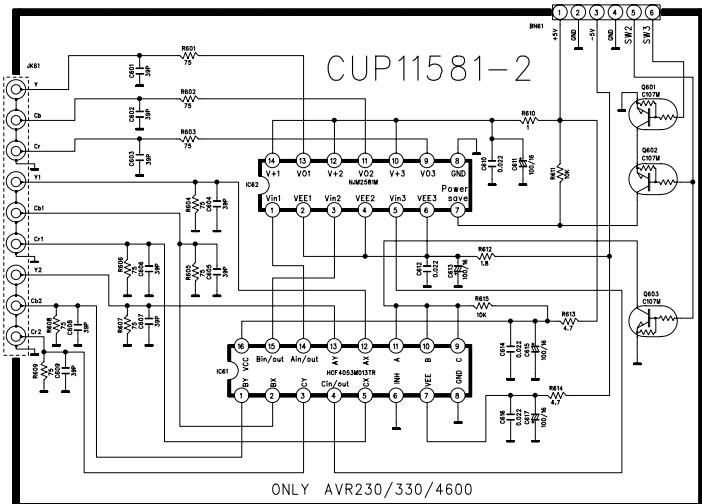 BN61
1 2 3 4 5 6
+5V GND -5V GND SW2 SW3
CUP11581-2
JK61
Y
Cb
Cr
Y1
Cb1
Cr1
Y2
Cb2
Cr2
R601
75
C601
39P
R602
75
C602
39P
R603
75
C603
39P
R604
75
C604
39P
R605
75
C605
39P
R606
75
C606
39P
R607
75
C607
39P
R608
75
C608
39P
R609
75
C609
39P
R610
1
C610
0.022
C611
100/16
R611
10K
Q601
C107M
Q602
C107M
Q603
C107M
14 13 12 11 10 9 8
V+1 VO1 V+2 VO2 V+3 VO3 GND
IC62
NJM2581M
Power
save
Vin1 VEE1 Vin2 VEE2 Vin3 VEE3
1 2 3 4 5 6 7
R612
1.8
C612
0.022
C613
100/16
R615
10K
R613
4.7
C614
0.022
C615
100/16
16 15 14 13 12 11 10 9
VCC Bin/out Ain/out AY AX A B C
IC61
HCF4053M013TR
BY BX CY Cin/out CX INH VEE GND
1 2 3 4 5 6 7 8
R614
4.7
C616
0.022
C617
100/16
ONLY AVR230/330/4600